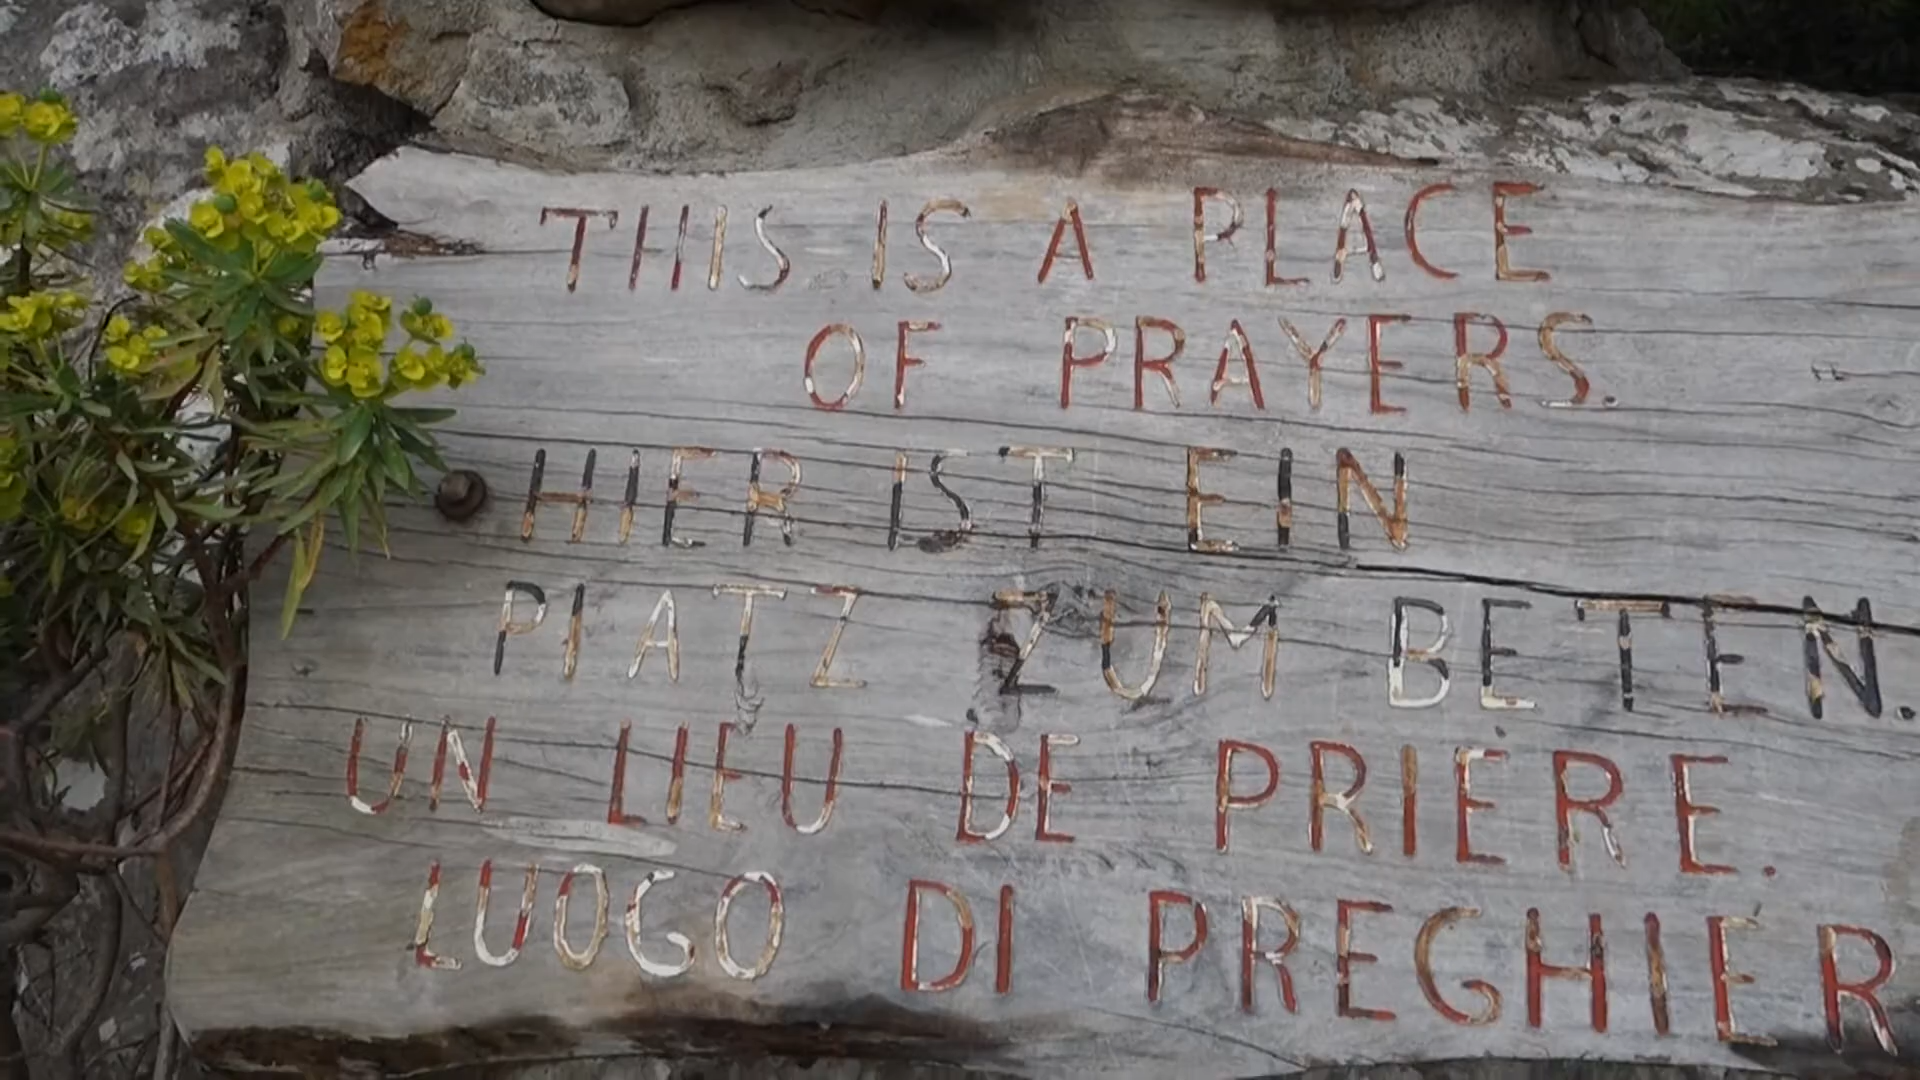 THIS IS A PLACE
OF PRAYERS.
HIER IST EIN
PIATZ ZUM BETEN.
UN LIEU DE PRIERE.
LUOGO DI PREGHIER